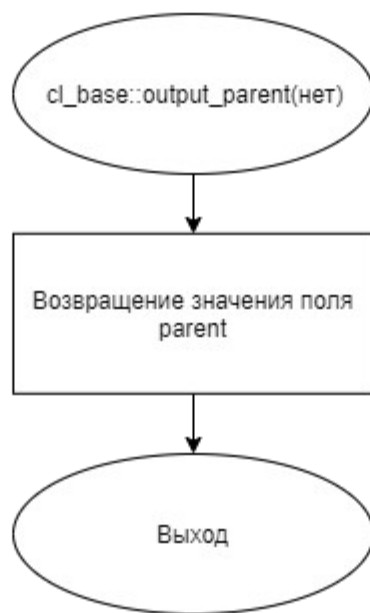 cl_base::output_parent(нет)
Возвращение значения поля
parent
Выход